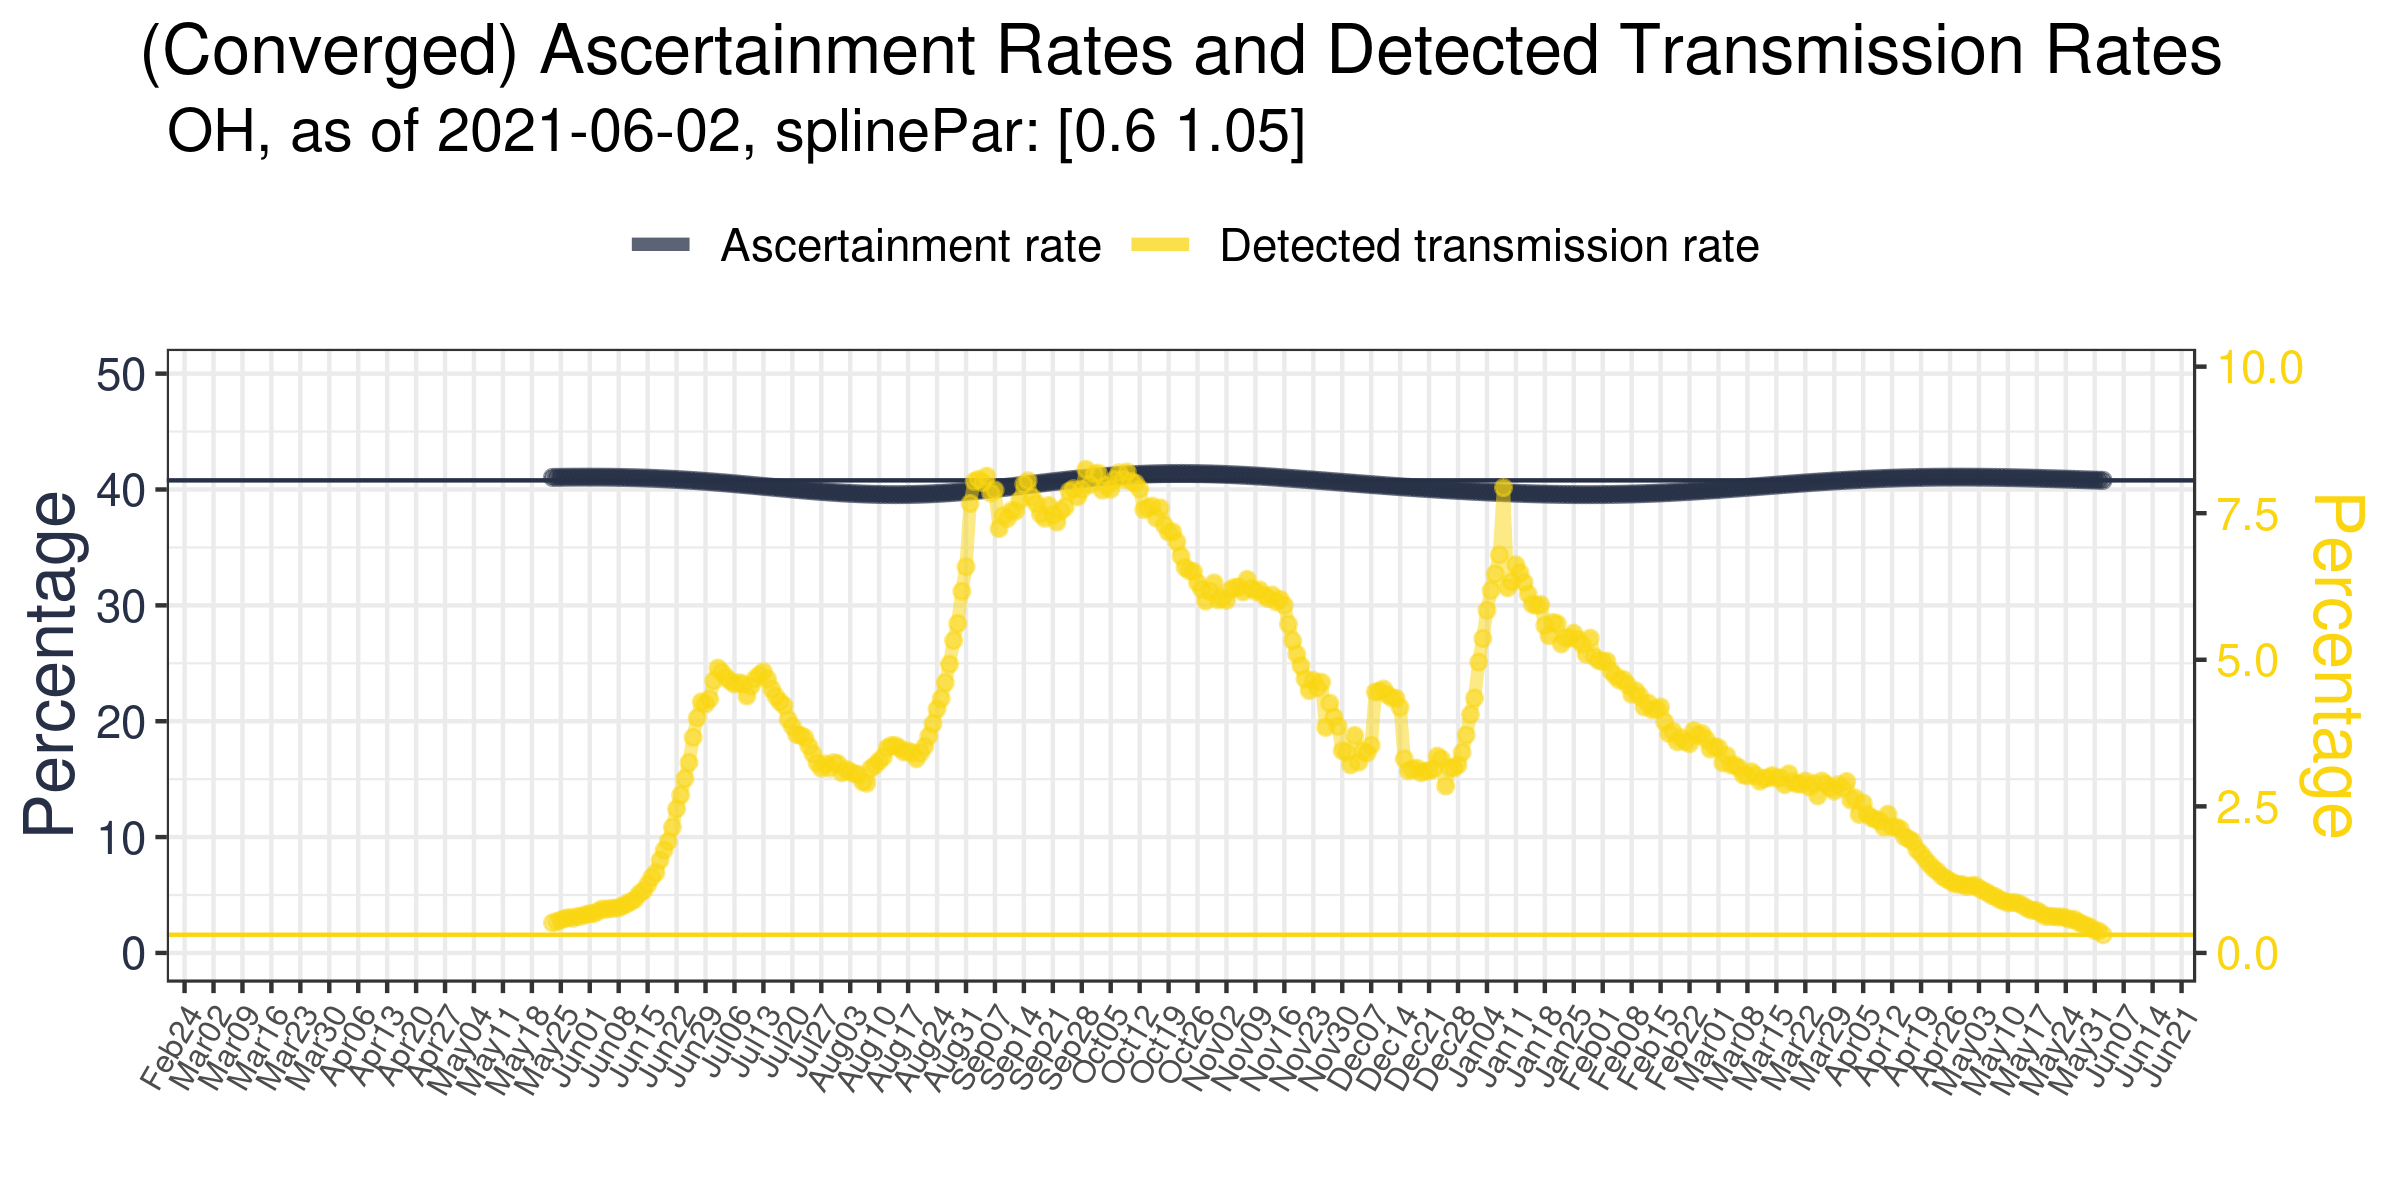 (Converged) Ascertainment Rates and Detected Transmission Rates
OH, as of 2021-06-02, splinePar: [0.6 1.05]
Ascertainment rate Detected transmission rate
Percentage
50
40
30
20
10
0
10.0
7.5
5.0
2.5
0.0
Percentage
Feb24
Mar02
Mar09
Mar16
Mar23
Mar30
Apr06
Apr13
Apr20
Apr27
May04
May11
May18
May25
Jun01
Jun08
Jun15
Jun22
Jun29
Jul06
Jul13
Jul20
Jul27
Aug03
Aug10
Aug17
Aug24
Aug31
Sep07
Sep14
Sep21
Sep28
Oct05
Oct12
Oct19
Oct26
Nov02
Nov09
Nov16
Nov23
Nov30
Dec07
Dec14
Dec21
Dec28
Jan04
Jan11
Jan18
Jan25
Feb01
Feb08
Feb15
Feb22
Mar01
Mar08
Mar15
Mar22
Mar29
Apr05
Apr12
Apr19
Apr26
May03
May10
May17
May24
May31
Jun07
Jun14
Jun21